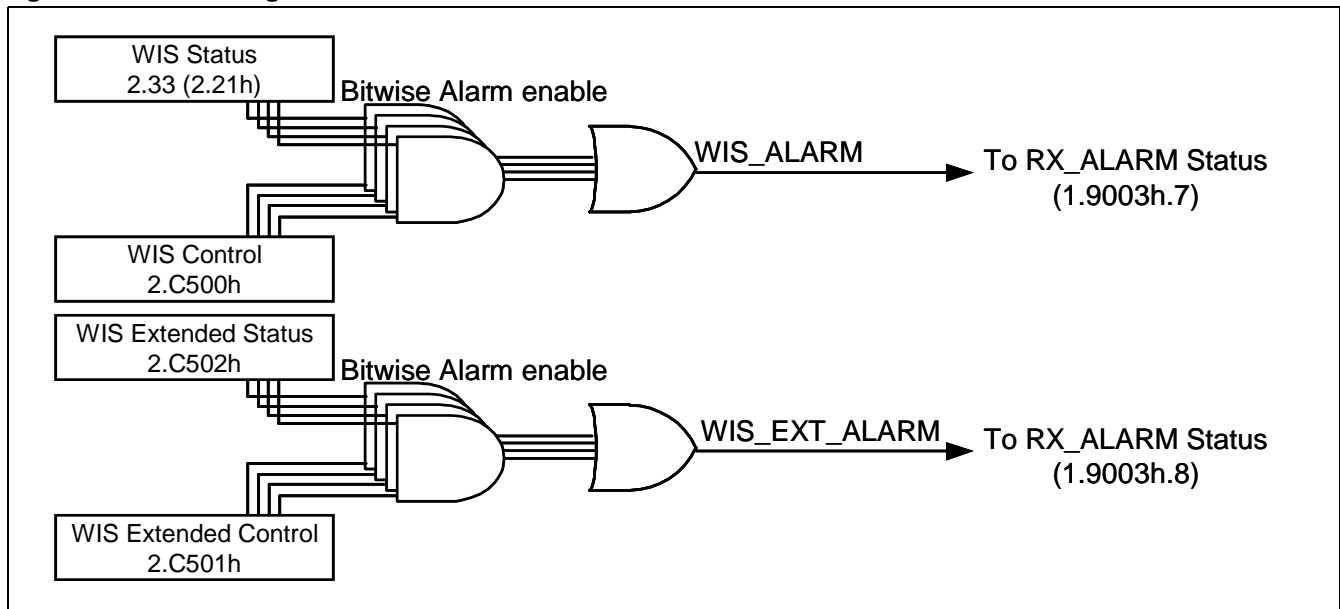 WIS Status
2.33 (2.21h)
Bitwise Alarm enable
WIS_ALARM
To RX_ALARM Status
(1.9003h.7)
WIS Control
2.C500h
WIS Extended Status
2.C502h
Bitwise Alarm enable
WIS_EXT_ALARM
To RX_ALARM Status
(1.9003h.8)
WIS Extended Control
2.C501h